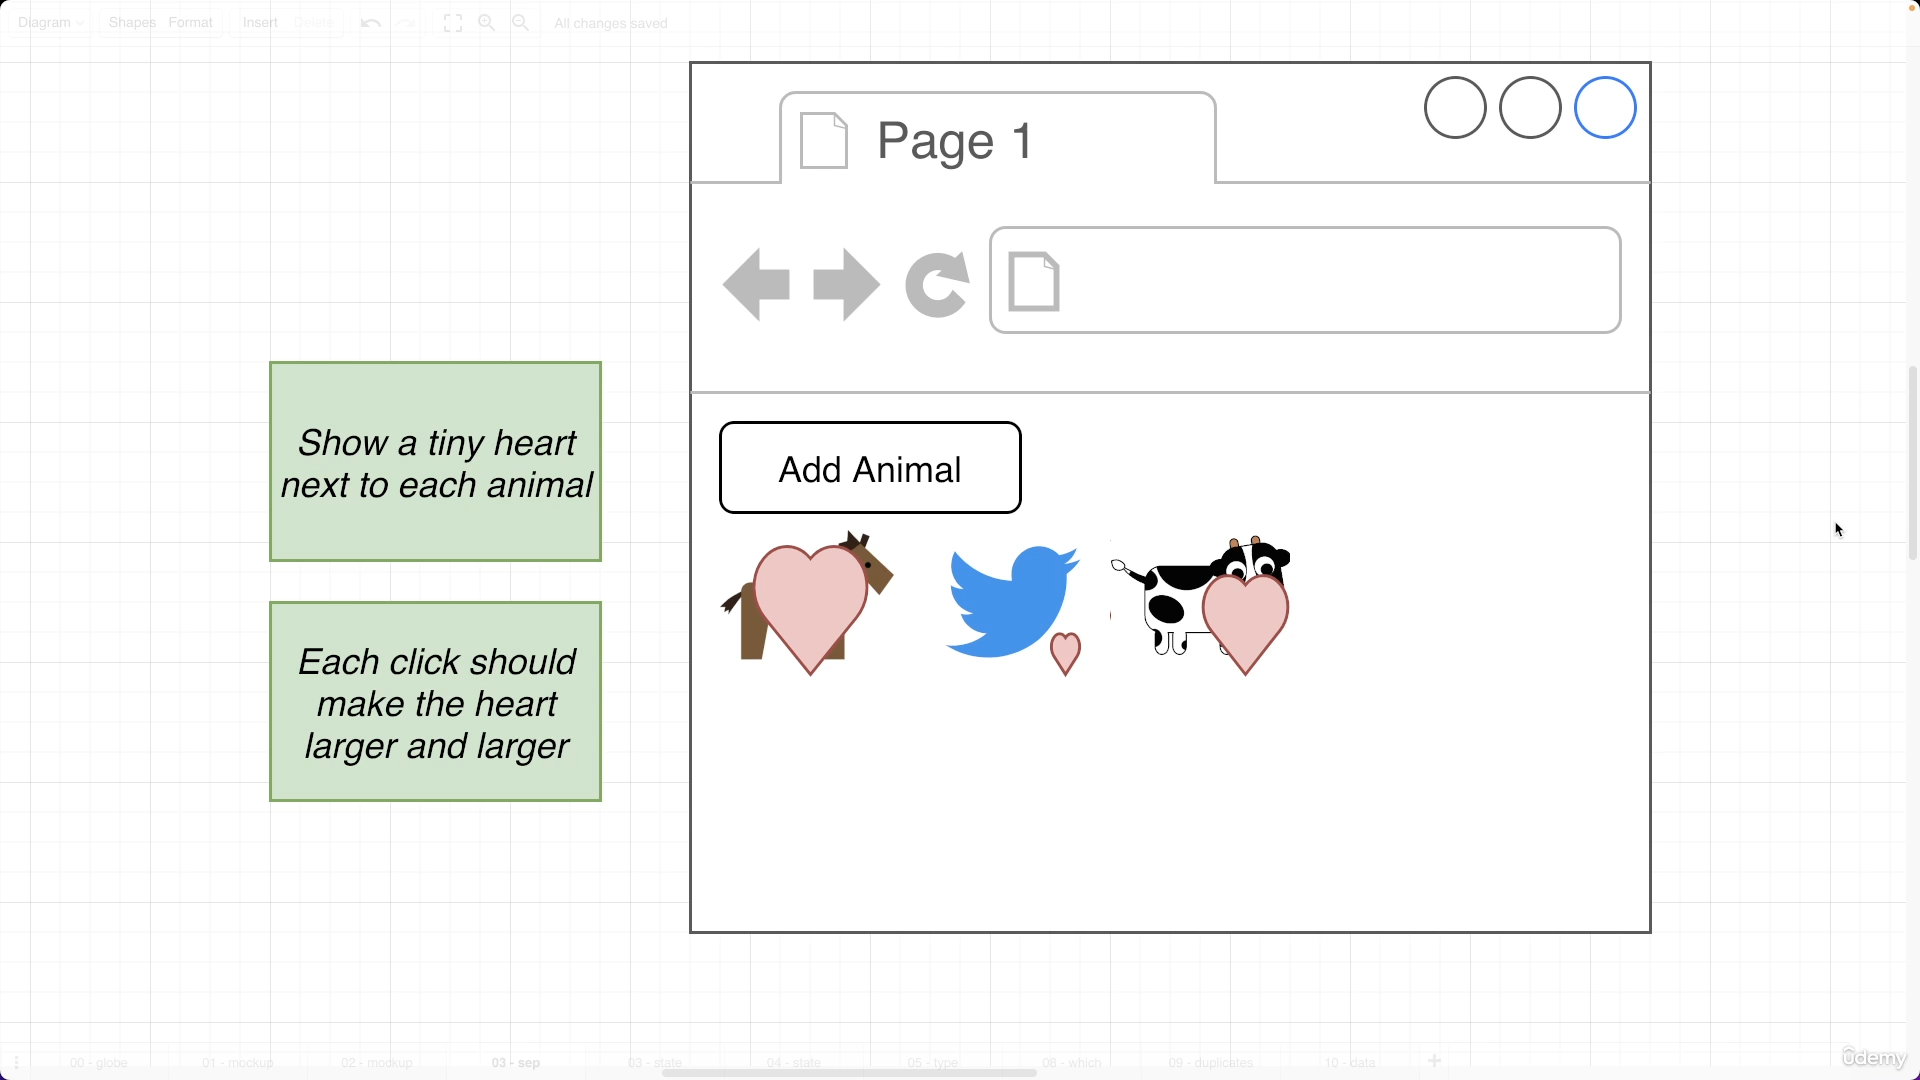 Diagram
Shapes
Format
Insert
Delete
All changes saved
Page 1
Show a tiny heart
next to each animal
Each click should
make the heart
larger and larger
Add Animal
00 - globe
01 - mockup
02 - mockup
03 - sep
03 - state
04 - state
05 - type
08 - which
09 - duplicates
10 - data
ûdemy